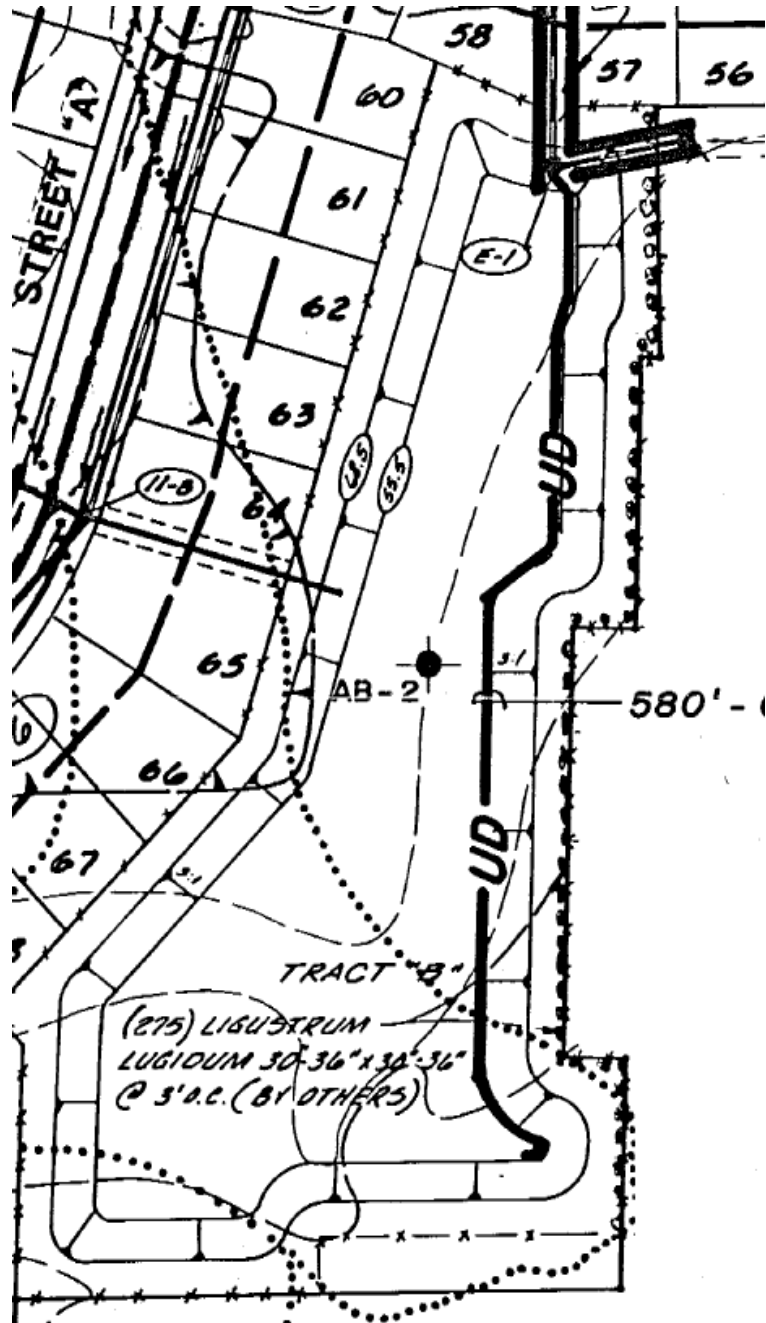 58
57
56
60
STREET "A"
61
E-1
62
63
68.5
55.5
UD
11-B
64
65
3:1
AB-2
580'-
66
UD
67
3:1
TRACT "B"
(275) LIGUSTRUM
LUGIDUM 30"-36" x 30"-36"
@ 3' O.C. (BY OTHERS)